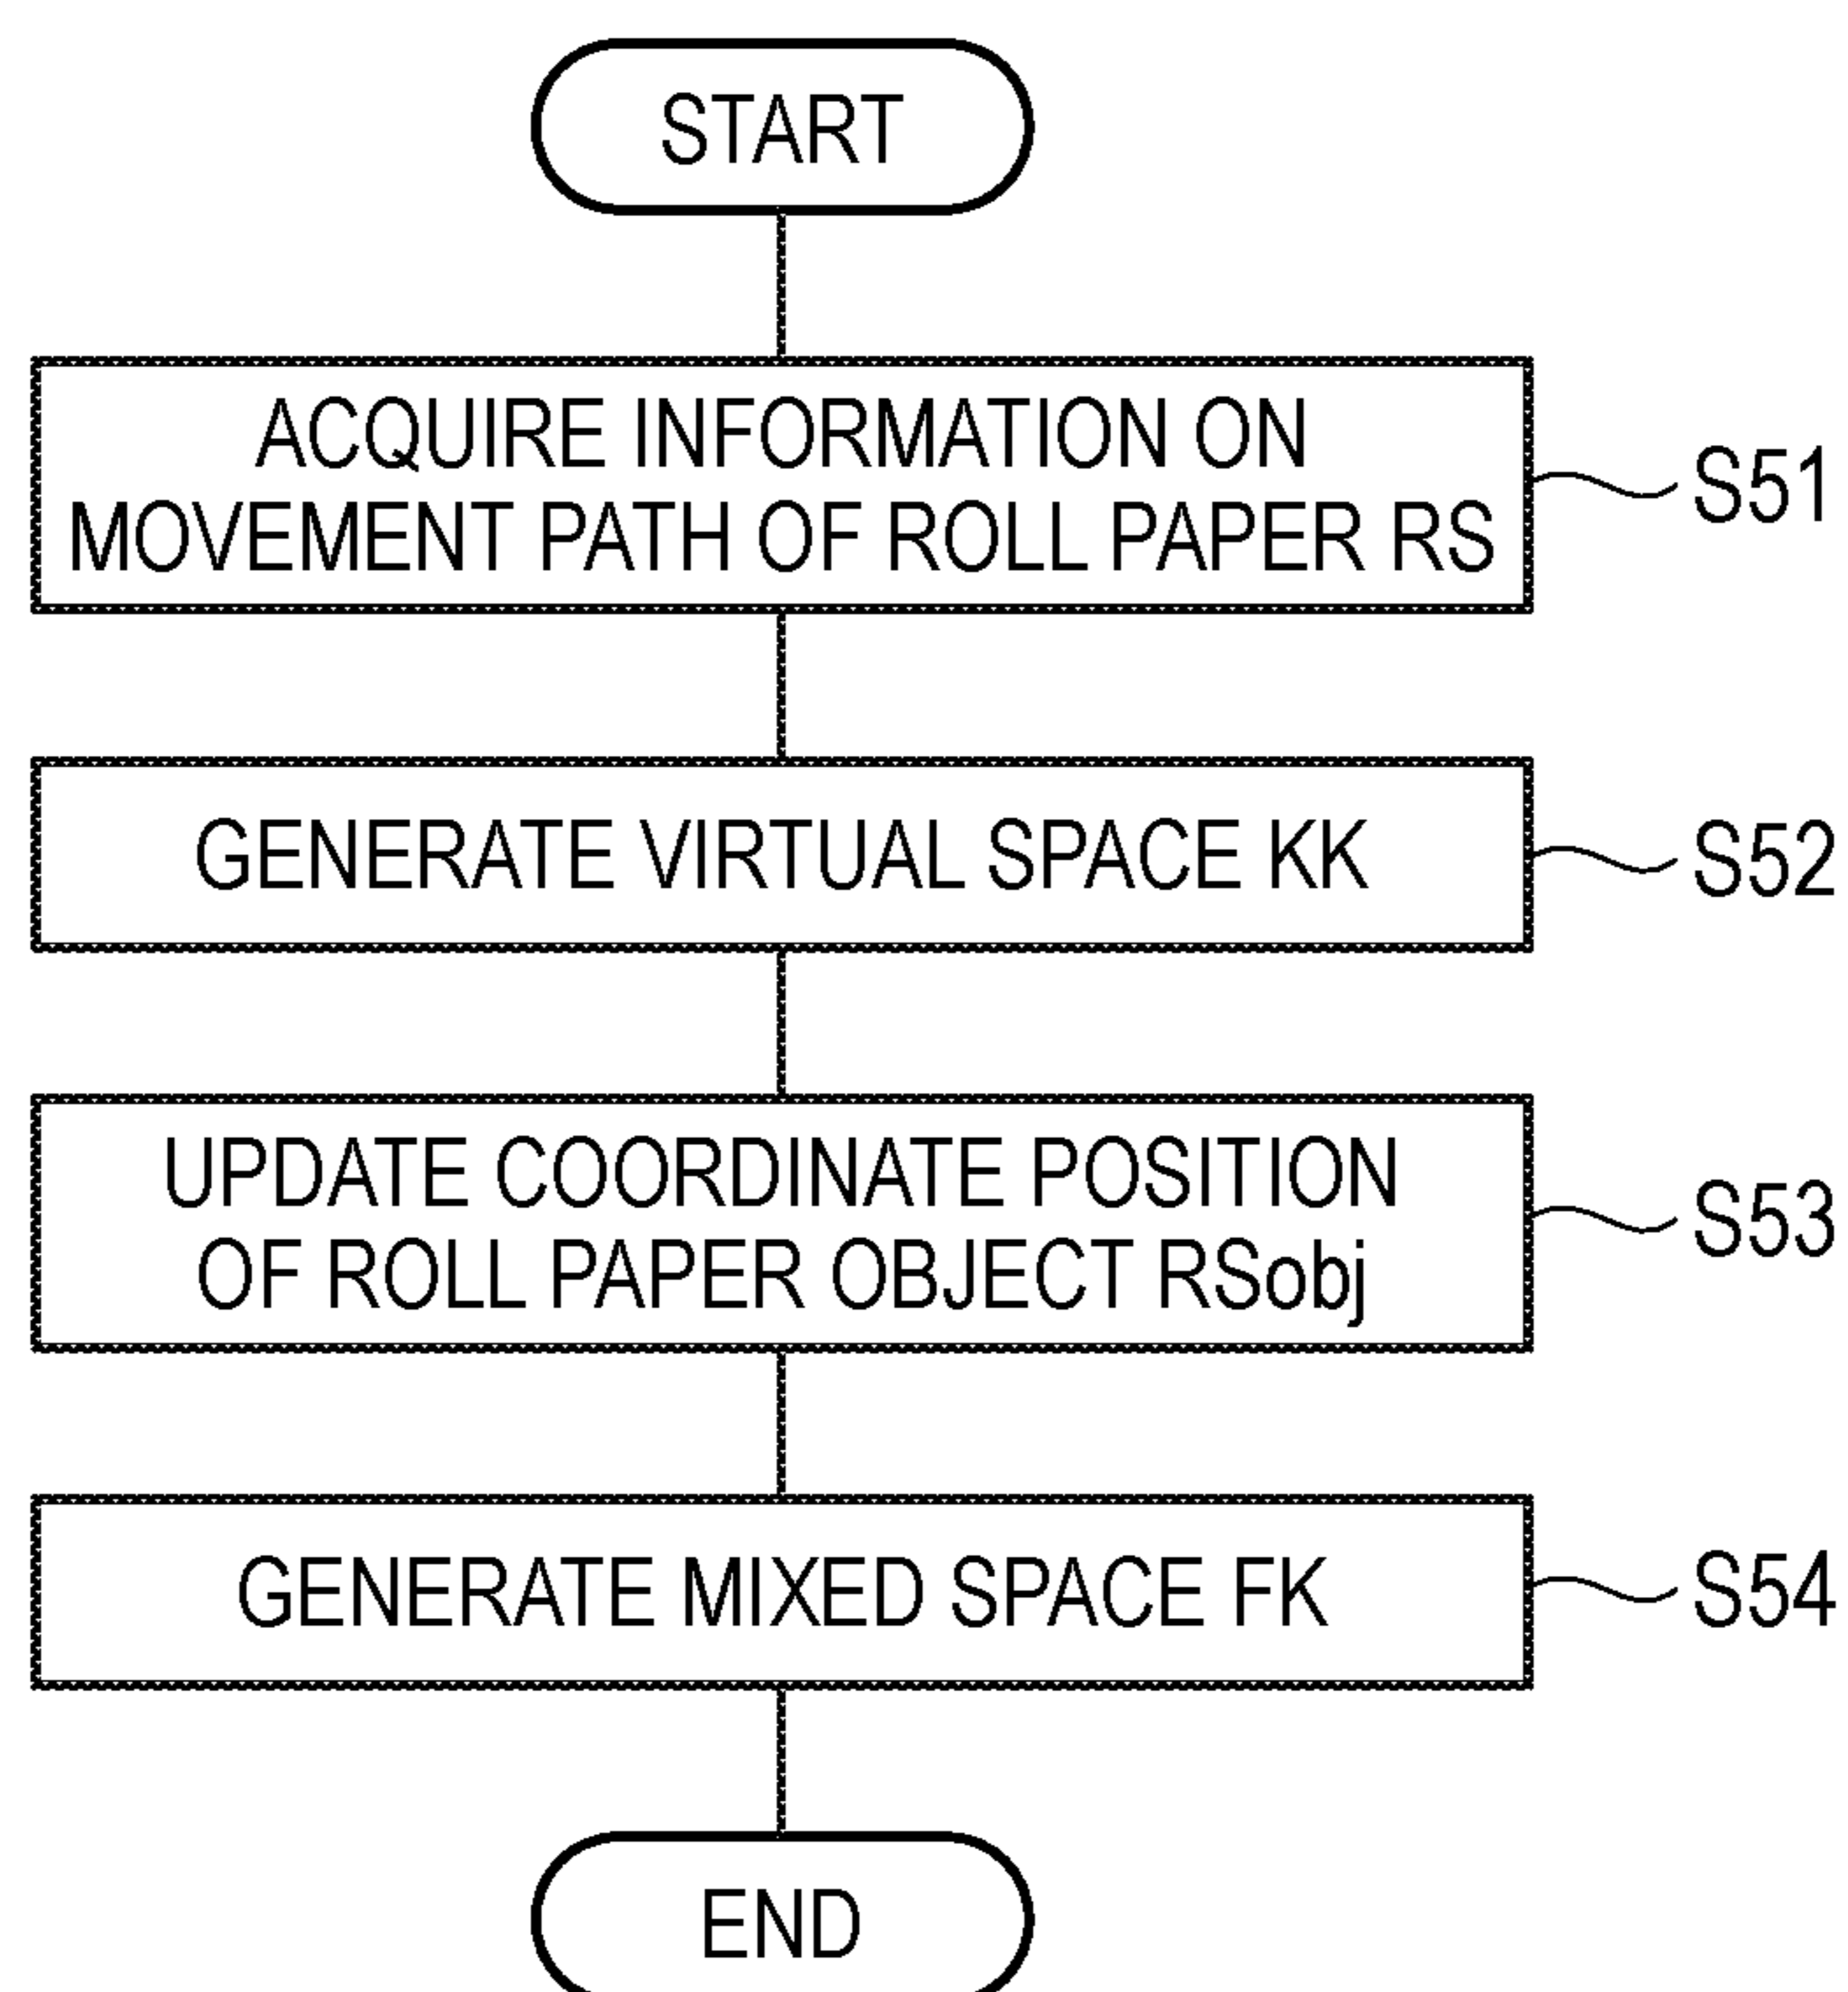 START
ACQUIRE INFORMATION ON
MOVEMENT PATH OF ROLL PAPER RS
S51
GENERATE VIRTUAL SPACE KK
S52
UPDATE COORDINATE POSITION
OF ROLL PAPER OBJECT RSobj
S53
GENERATE MIXED SPACE FK
S54
END